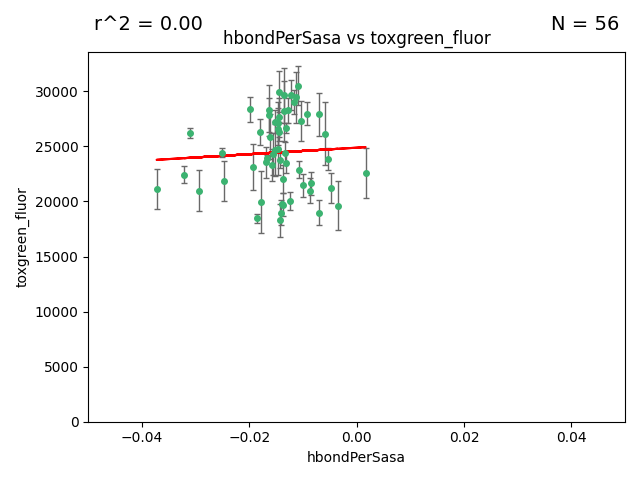 r^2 = 0.00
N = 56
hbondPerSasa vs toxgreen_fluor
30000
25000
20000
15000
10000
5000
0
toxgreen_fluor
−0.04
−0.02
0.00
0.02
0.04
hbondPerSasa